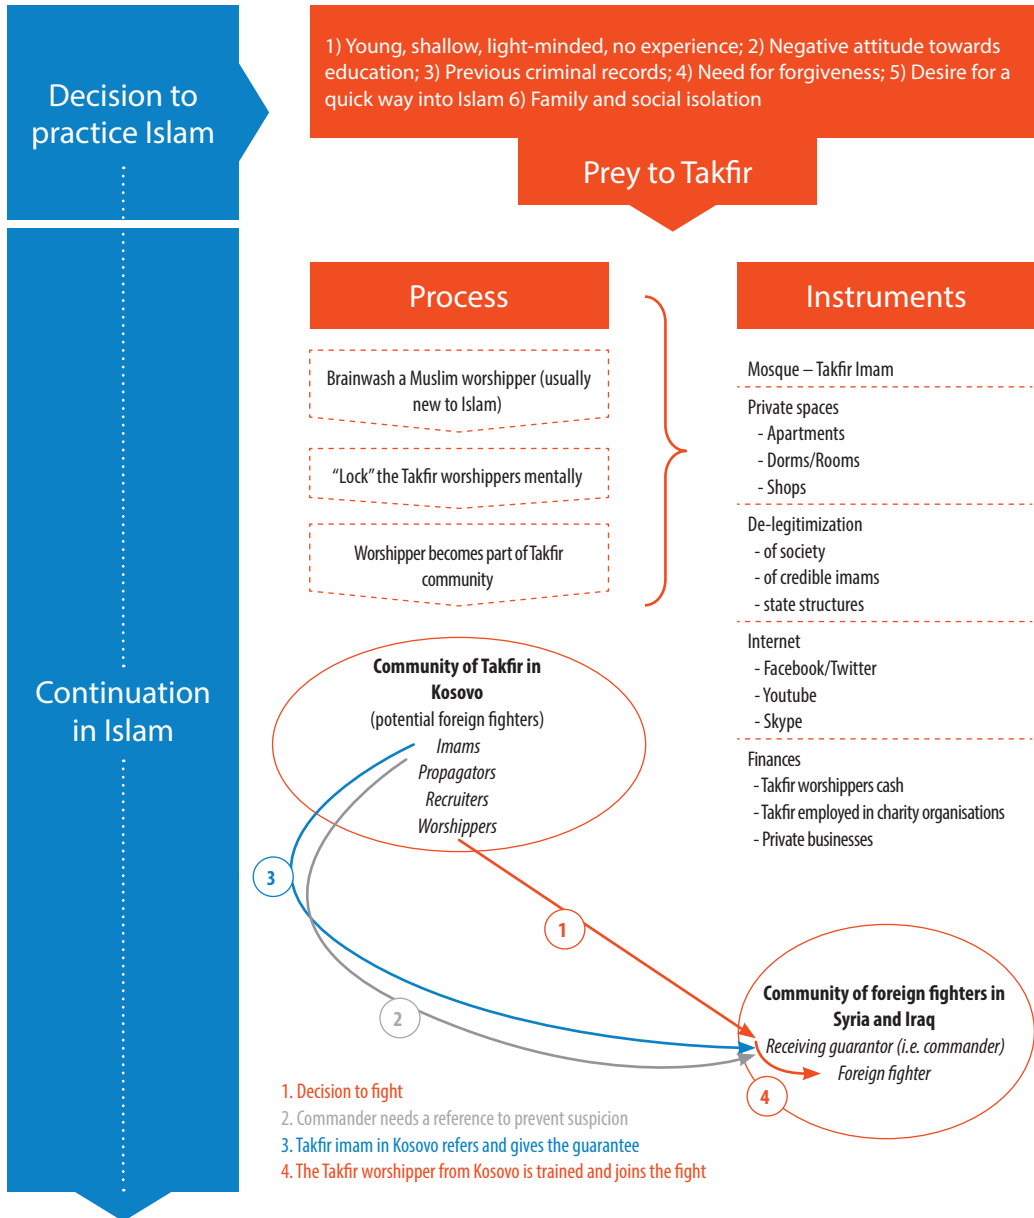 Decision to
practice Islam
1) Young, shallow, light-minded, no experience; 2) Negative attitude towards
education; 3) Previous criminal records; 4) Need for forgiveness; 5) Desire for a
quick way into Islam 6) Family and social isolation
Prey to Takfir
Continuation
in Islam
Process
Brainwash a Muslim worshipper (usually
new to Islam)
“Lock” the Takfir worshippers mentally
Worshipper becomes part of Takfir
community
Instruments
Mosque – Takfir Imam
Private spaces
- Apartments
- Dorms/Rooms
- Shops
De-legitimization
- of society
- of credible imams
- state structures
Internet
- Facebook/Twitter
- Youtube
- Skype
Finances
- Takfir worshippers cash
- Takfir employed in charity organisations
- Private businesses
Community of Takfir in
Kosovo
(potential foreign fighters)
Imams
Propagators
Recruiters
Worshippers
3
1
2
Community of foreign fighters in
Syria and Iraq
Receiving guarantor (i.e. commander)
Foreign fighter
4
1. Decision to fight
2. Commander needs a reference to prevent suspicion
3. Takfir imam in Kosovo refers and gives the guarantee
4. The Takfir worshipper from Kosovo is trained and joins the fight